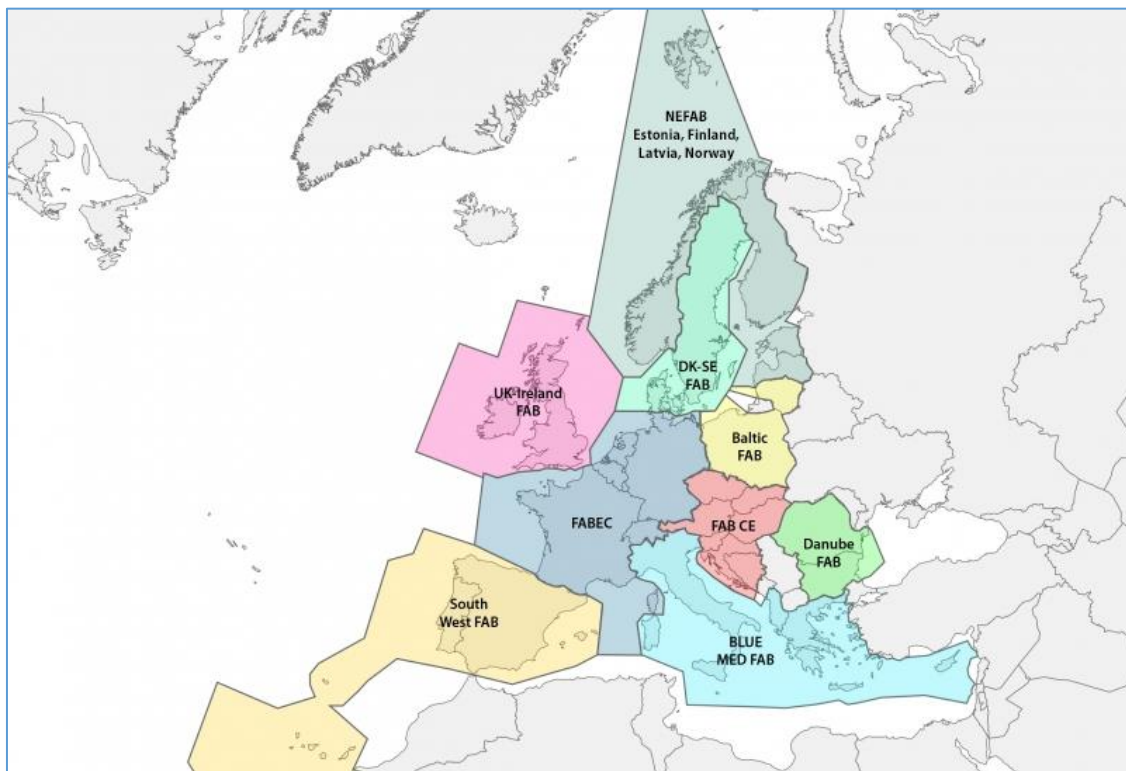 NEFAB
Estonia, Finland,
Latvia, Norway
DK-SE
FAB
UK-Ireland
FAB
Baltic
FAB
FABEC
FAB CE
Danube
FAB
South
West FAB
BLUE
MED FAB